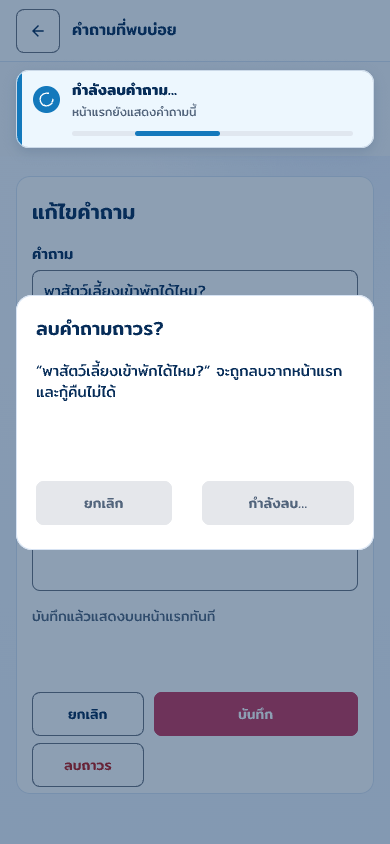 คำถามที่พบบ่อย
กำลังลบคำถาม...
หน้าแรกยังแสดงคำถามนี้
แก้ไขคำถาม
คำถาม
พาสัตว์เลี้ยงเข้าพักได้ไหม?
ลบคำถามถาวร?
“พาสัตว์เลี้ยงเข้าพักได้ไหม?” จะถูกลบจากหน้าแรก
และกู้คืนไม่ได้
ยกเลิก
กำลังลบ...
บันทึกแล้วแสดงบนหน้าแรกทันที
ยกเลิก
บันทึก
ลบถาวร